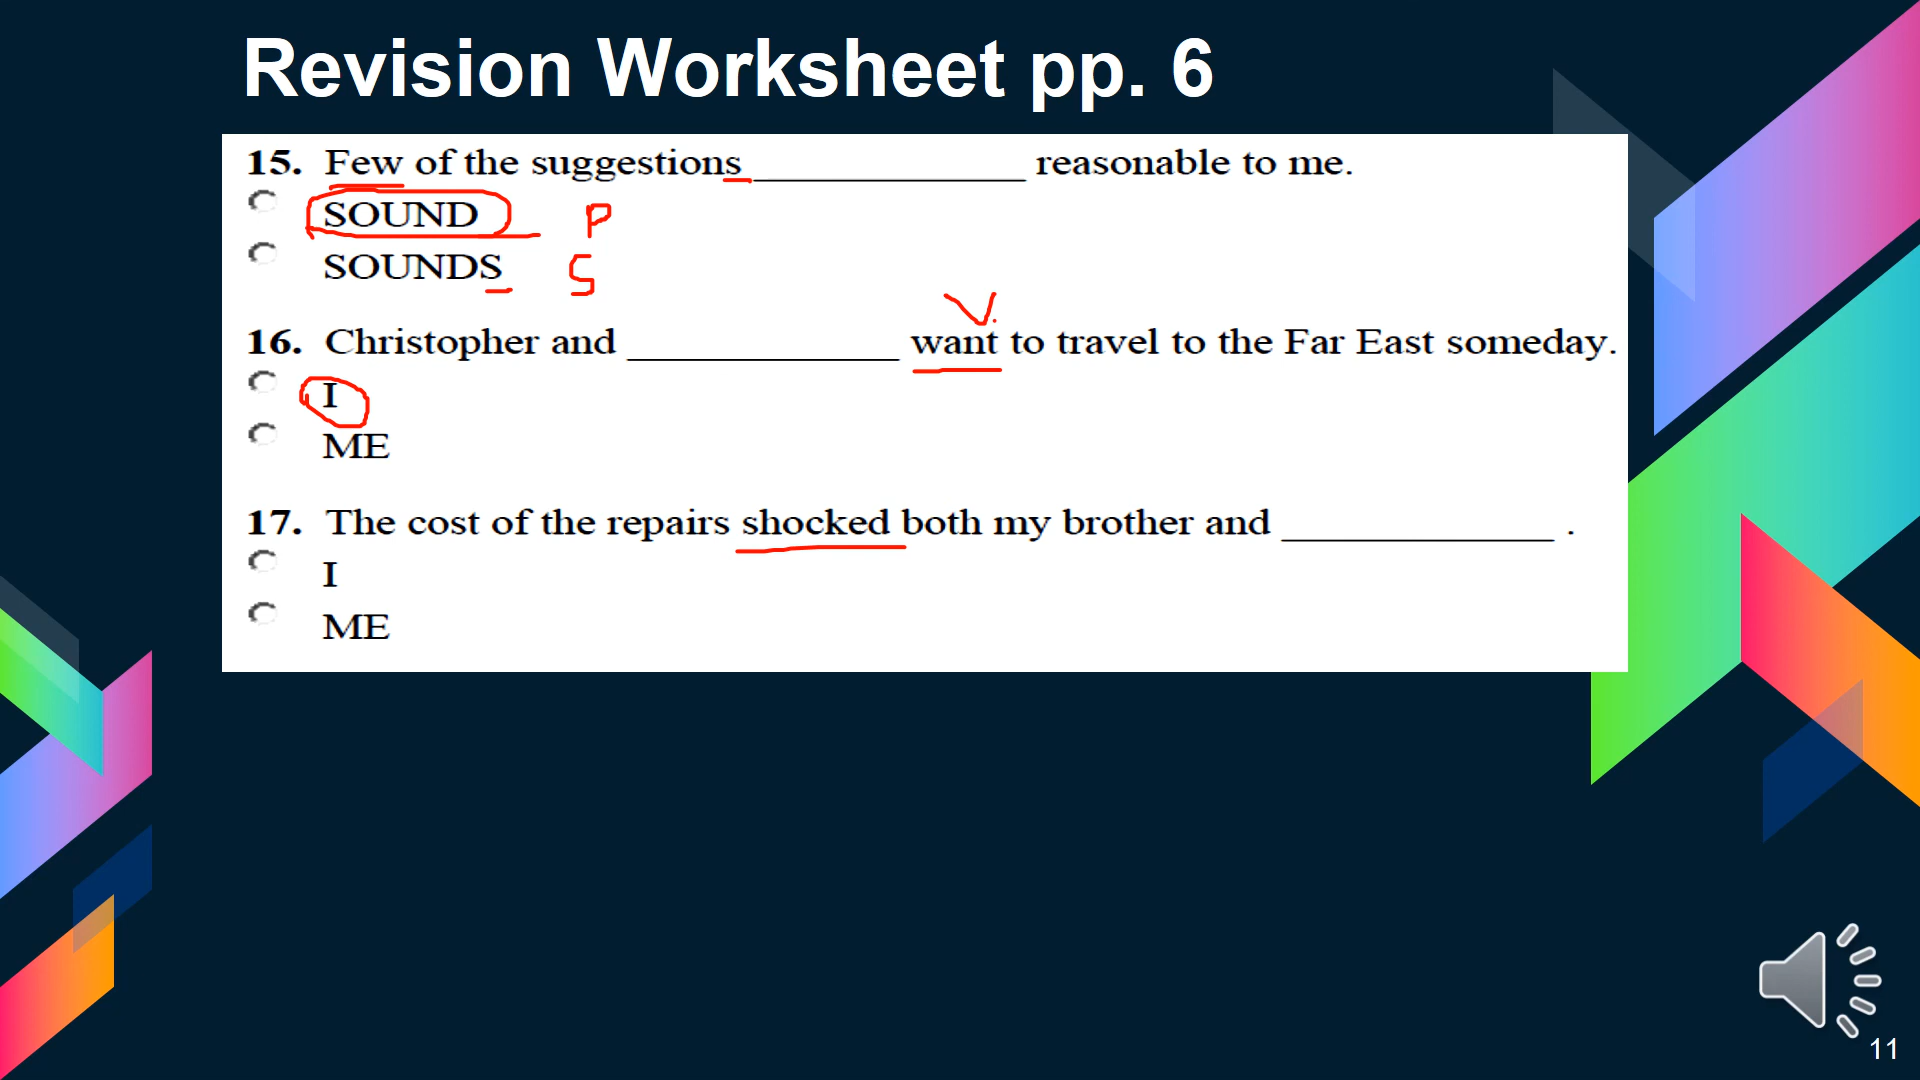 Revision Worksheet pp. 6
15. Few of the suggestions ______________ reasonable to me.
SOUND P
SOUNDS S
V
16. Christopher and ______________ want to travel to the Far East someday.
I
ME
17. The cost of the repairs shocked both my brother and ______________ .
I
ME
11